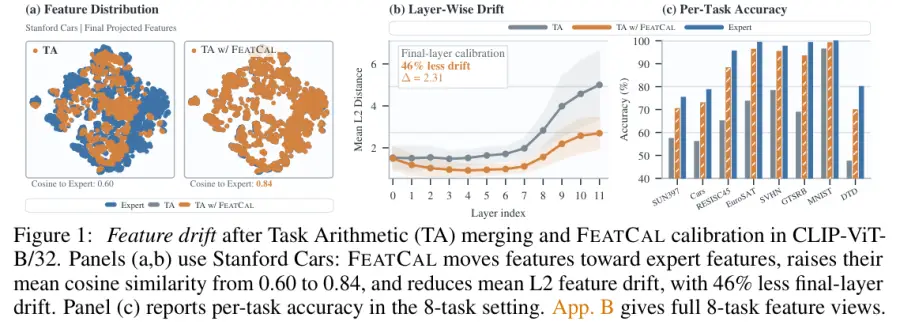 (a) Feature Distribution
Stanford Cars | Final Projected Features
TA
TA w/ FEATCAL
Cosine to Expert: 0.60
Cosine to Expert: 0.84
Expert TA TA w/ FEATCAL
(b) Layer-Wise Drift
TA TA w/ FEATCAL Expert
Final-layer calibration
46% less drift
Δ = 2.31
Mean L2 Distance
6
4
2
0 1 2 3 4 5 6 7 8 9 10 11
Layer index
(c) Per-Task Accuracy
Accuracy (%)
100
90
80
70
60
50
40
SUN397 Cars RESISC45 EuroSAT SVHN GTSRB MNIST DTD
Figure 1: Feature drift after Task Arithmetic (TA) merging and FEATCAL calibration in CLIP-ViT-
B/32. Panels (a,b) use Stanford Cars: FEATCAL moves features toward expert features, raises their
mean cosine similarity from 0.60 to 0.84, and reduces mean L2 feature drift, with 46% less final-layer
drift. Panel (c) reports per-task accuracy in the 8-task setting. App. B gives full 8-task feature views.